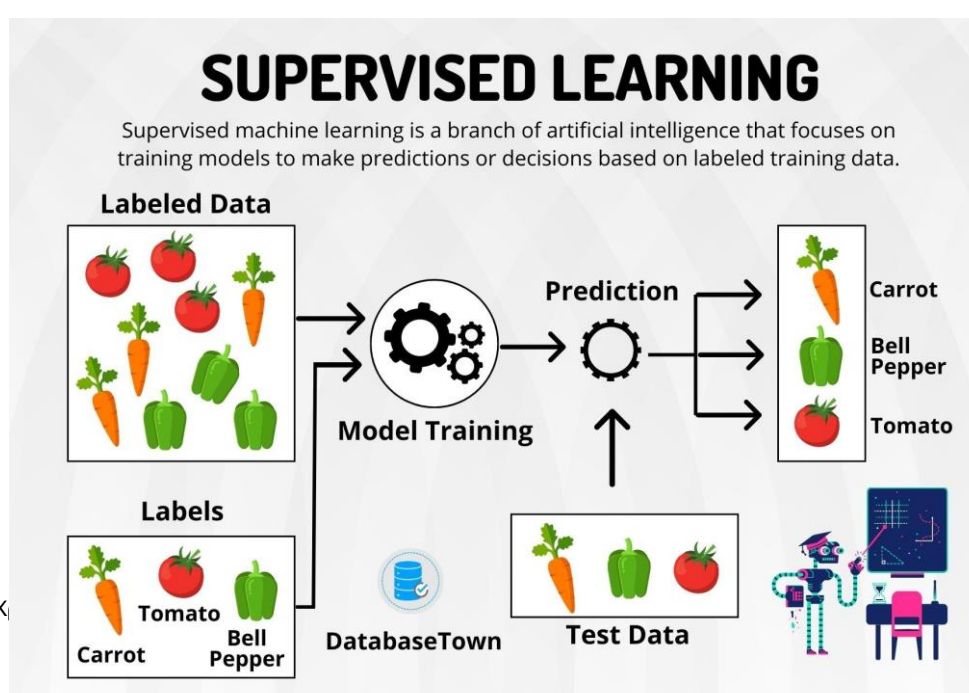 SUPERVISED LEARNING
Supervised machine learning is a branch of artificial intelligence that focuses on
training models to make predictions or decisions based on labeled training data.
Labeled Data
Prediction
Carrot
Bell
Pepper
Tomato
Model Training
Labels
Carrot
Tomato
Bell
Pepper
DatabaseTown
Test Data